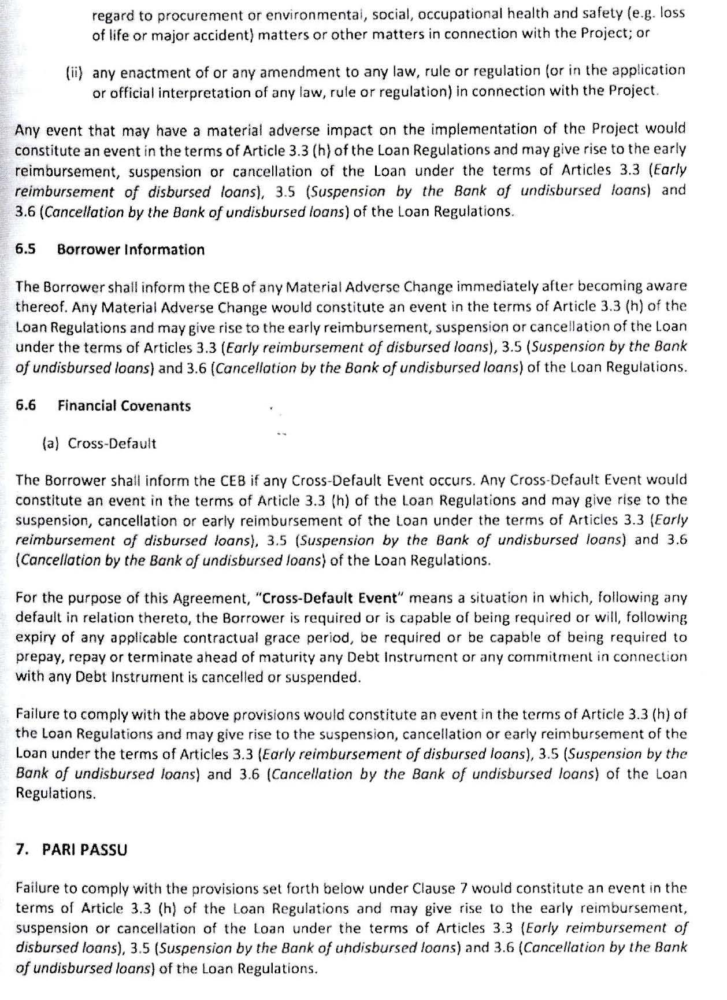 regard to procurement or environmental, social, occupational health and safety (e.g. loss
of life or major accident) matters or other matters in connection with the Project; or
(ii) any enactment of or any amendment to any law, rule or regulation (or in the application
or official interpretation of any law, rule or regulation) in connection with the Project.
Any event that may have a material adverse impact on the implementation of the Project would
constitute an event in the terms of Article 3.3 (h) of the Loan Regulations and may give rise to the early
reimbursement, suspension or cancellation of the Loan under the terms of Articles 3.3 (Early
reimbursement of disbursed loans), 3.5 (Suspension by the Bank of undisbursed loans) and
3.6 (Cancellation by the Bank of undisbursed loans) of the Loan Regulations.
6.5 Borrower Information
The Borrower shall inform the CEB of any Material Adverse Change immediately after becoming aware
thereof. Any Material Adverse Change would constitute an event in the terms of Article 3.3 (h) of the
Loan Regulations and may give rise to the early reimbursement, suspension or cancellation of the Loan
under the terms of Articles 3.3 (Early reimbursement of disbursed loans), 3.5 (Suspension by the Bank
of undisbursed loans) and 3.6 (Cancellation by the Bank of undisbursed loans) of the Loan Regulations.
6.6 Financial Covenants
(a) Cross-Default
The Borrower shall inform the CEB if any Cross-Default Event occurs. Any Cross-Default Event would
constitute an event in the terms of Article 3.3 (h) of the Loan Regulations and may give rise to the
suspension, cancellation or early reimbursement of the Loan under the terms of Articles 3.3 (Early
reimbursement of disbursed loans), 3.5 (Suspension by the Bank of undisbursed loans) and 3.6
(Cancellation by the Bank of undisbursed loans) of the Loan Regulations.
For the purpose of this Agreement, "Cross-Default Event" means a situation in which, following any
default in relation thereto, the Borrower is required or is capable of being required or will, following
expiry of any applicable contractual grace period, be required or be capable of being required to
prepay, repay or terminate ahead of maturity any Debt Instrument or any commitment in connection
with any Debt Instrument is cancelled or suspended.
Failure to comply with the above provisions would constitute an event in the terms of Article 3.3 (h) of
the Loan Regulations and may give rise to the suspension, cancellation or early reimbursement of the
Loan under the terms of Articles 3.3 (Early reimbursement of disbursed loans), 3.5 (Suspension by the
Bank of undisbursed loans) and 3.6 (Cancellation by the Bank of undisbursed loans) of the Loan
Regulations.
7. PARI PASSU
Failure to comply with the provisions set forth below under Clause 7 would constitute an event in the
terms of Article 3.3 (h) of the Loan Regulations and may give rise to the early reimbursement,
suspension or cancellation of the Loan under the terms of Articles 3.3 (Early reimbursement of
disbursed loans), 3.5 (Suspension by the Bank of undisbursed loans) and 3.6 (Cancellation by the Bank
of undisbursed loans) of the Loan Regulations.